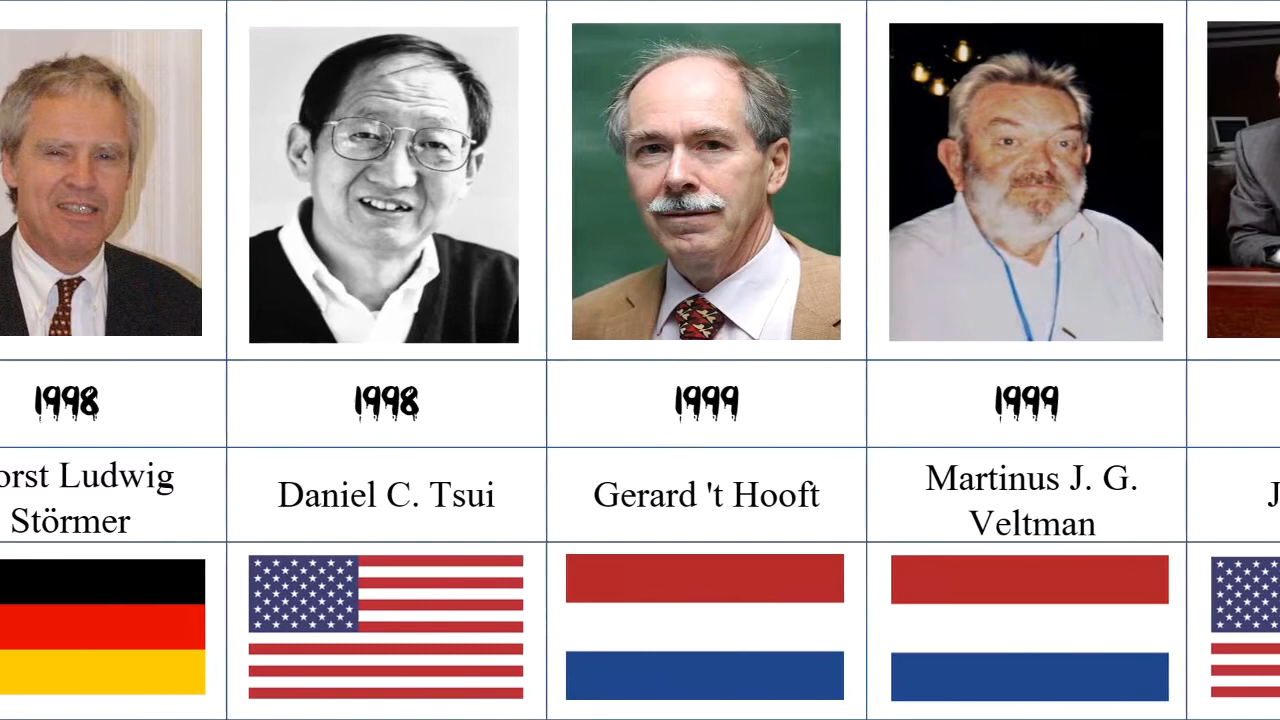 1998
1998
1999
1999
orst Ludwig
Störmer
Daniel C. Tsui
Gerard 't Hooft
Martinus J. G.
Veltman
J